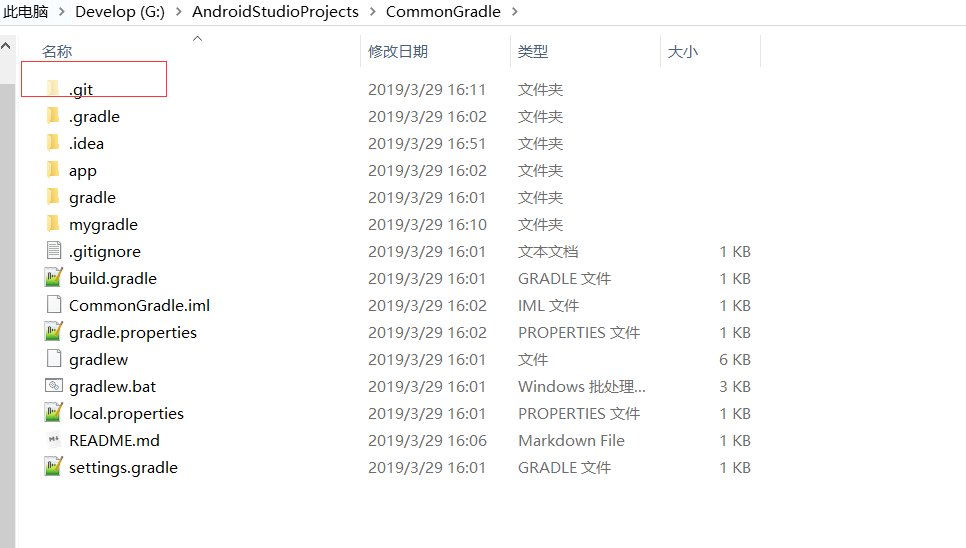 此电脑 > Develop (G:) > AndroidStudioProjects > CommonGradle >
名称 修改日期 类型 大小
.git 2019/3/29 16:11 文件夹
.gradle 2019/3/29 16:02 文件夹
.idea 2019/3/29 16:51 文件夹
app 2019/3/29 16:02 文件夹
gradle 2019/3/29 16:01 文件夹
mygradle 2019/3/29 16:10 文件夹
.gitignore 2019/3/29 16:01 文本文档 1 KB
build.gradle 2019/3/29 16:01 GRADLE 文件 1 KB
CommonGradle.iml 2019/3/29 16:02 IML 文件 1 KB
gradle.properties 2019/3/29 16:02 PROPERTIES 文件 1 KB
gradlew 2019/3/29 16:01 文件 6 KB
gradlew.bat 2019/3/29 16:01 Windows 批处理... 3 KB
local.properties 2019/3/29 16:01 PROPERTIES 文件 1 KB
README.md 2019/3/29 16:06 Markdown File 1 KB
settings.gradle 2019/3/29 16:01 GRADLE 文件 1 KB